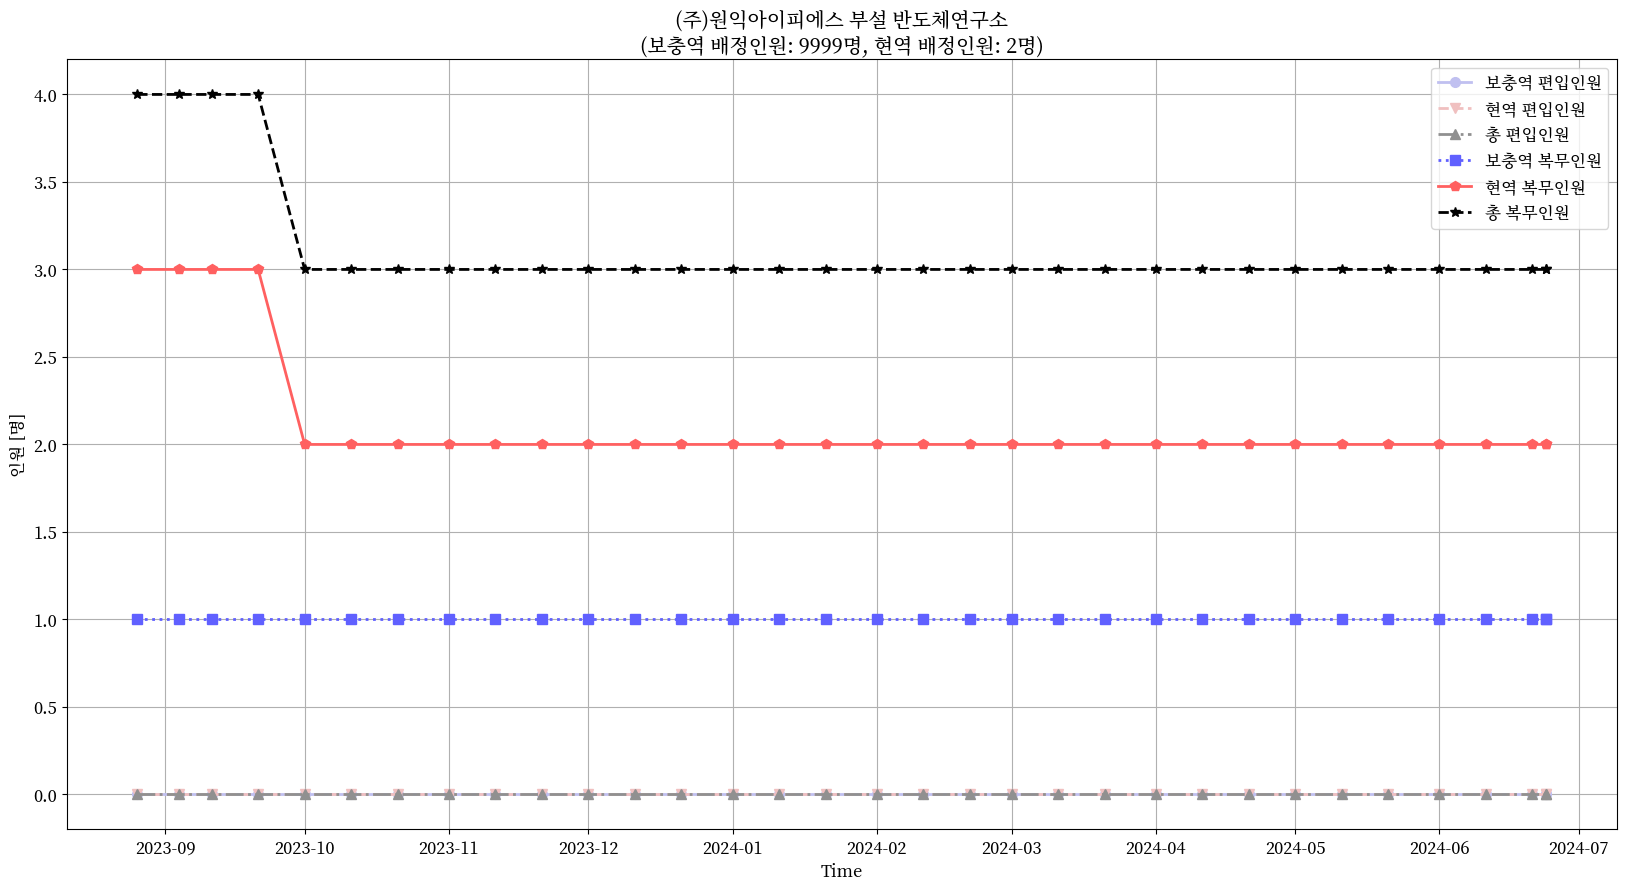 (주)원익아이피에스 부설 반도체연구소
(보충역 배정인원: 9999명, 현역 배정인원: 2명)
보충역 편입인원
현역 편입인원
총 편입인원
보충역 복무인원
현역 복무인원
총 복무인원
4.0
3.5
3.0
2.5
2.0
1.5
1.0
0.5
0.0
인원 [명]
2023-09 2023-10 2023-11 2023-12 2024-01 2024-02 2024-03 2024-04 2024-05 2024-06 2024-07
Time